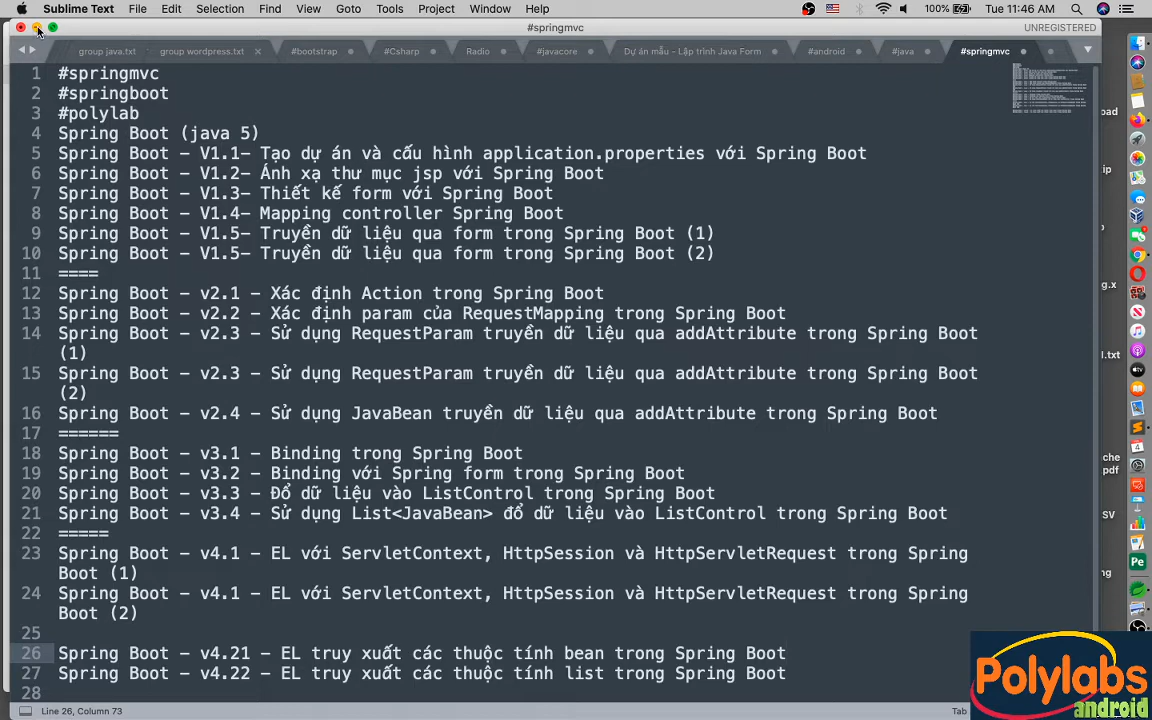 Sublime Text File Edit Selection Find View Goto Tools Project Window Help 100% Tue 11:46 AM
#springmvc UNREGISTERED
group java.txt group wordpress.txt #bootstrap #Csharp Radio #javacore Dự án mẫu - Lập trình Java Form #android #java #springmvc
1 #springmvc
2 #springboot
3 #polylab
4 Spring Boot (java 5)
5 Spring Boot - V1.1- Tạo dự án và cấu hình application.properties với Spring Boot
6 Spring Boot - V1.2- Ánh xạ thư mục jsp với Spring Boot
7 Spring Boot - V1.3- Thiết kế form với Spring Boot
8 Spring Boot - V1.4- Mapping controller Spring Boot
9 Spring Boot - V1.5- Truyền dữ liệu qua form trong Spring Boot (1)
10 Spring Boot - V1.5- Truyền dữ liệu qua form trong Spring Boot (2)
11 ====
12 Spring Boot - v2.1 - Xác định Action trong Spring Boot
13 Spring Boot - v2.2 - Xác định param của RequestMapping trong Spring Boot
14 Spring Boot - v2.3 - Sử dụng RequestParam truyền dữ liệu qua addAttribute trong Spring Boot
(1)
15 Spring Boot - v2.3 - Sử dụng RequestParam truyền dữ liệu qua addAttribute trong Spring Boot
(2)
16 Spring Boot - v2.4 - Sử dụng JavaBean truyền dữ liệu qua addAttribute trong Spring Boot
17 ======
18 Spring Boot - v3.1 - Binding trong Spring Boot
19 Spring Boot - v3.2 - Binding với Spring form trong Spring Boot
20 Spring Boot - v3.3 - Đổ dữ liệu vào ListControl trong Spring Boot
21 Spring Boot - v3.4 - Sử dụng List<JavaBean> đổ dữ liệu vào ListControl trong Spring Boot
22 =====
23 Spring Boot - v4.1 - EL với ServletContext, HttpSession và HttpServletRequest trong Spring
Boot (1)
24 Spring Boot - v4.1 - EL với ServletContext, HttpSession và HttpServletRequest trong Spring
Boot (2)
25
26 Spring Boot - v4.21 - EL truy xuất các thuộc tính bean trong Spring Boot
27 Spring Boot - v4.22 - EL truy xuất các thuộc tính list trong Spring Boot
28
Line 26, Column 73 Tab
Polylabs
android